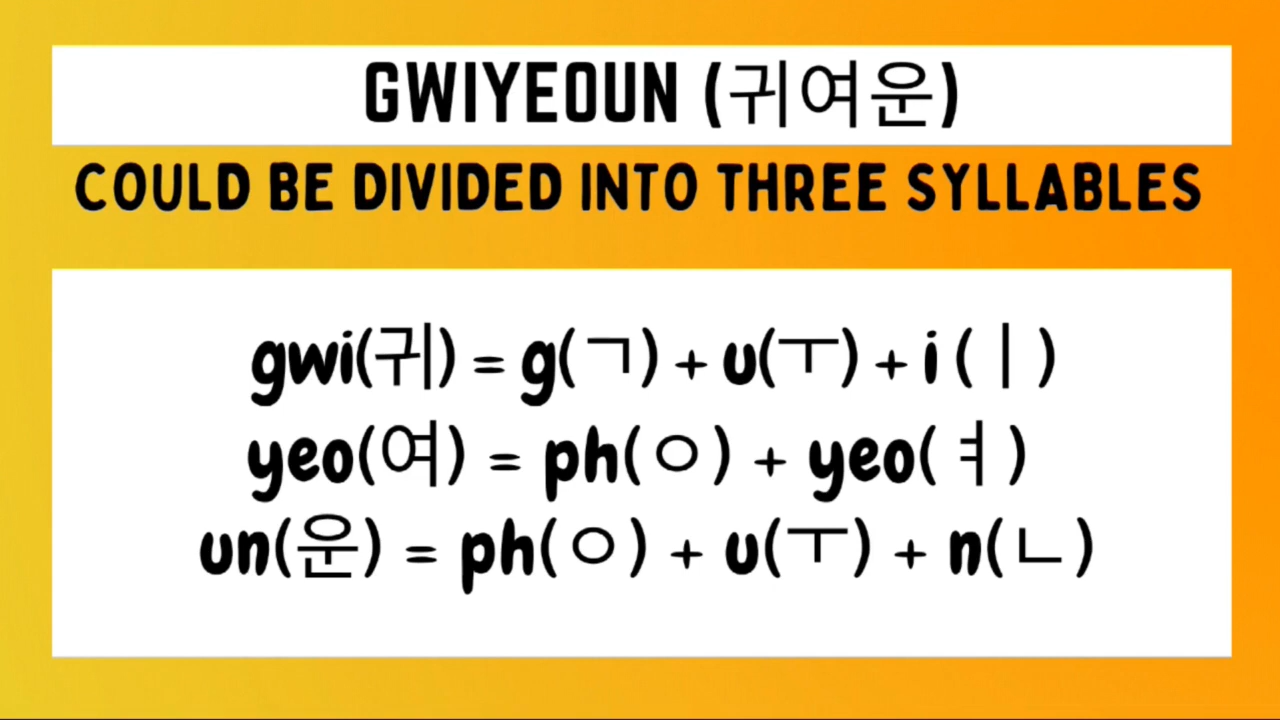 GWIYEOUN (귀여운)
COULD BE DIVIDED INTO THREE SYLLABLES
gwi(귀) = g(ㄱ) + u(ㅜ) + i (ㅣ)
yeo(여) = ph(ㅇ) + yeo(ㅕ)
un(운) = ph(ㅇ) + u(ㅜ) + n(ㄴ)